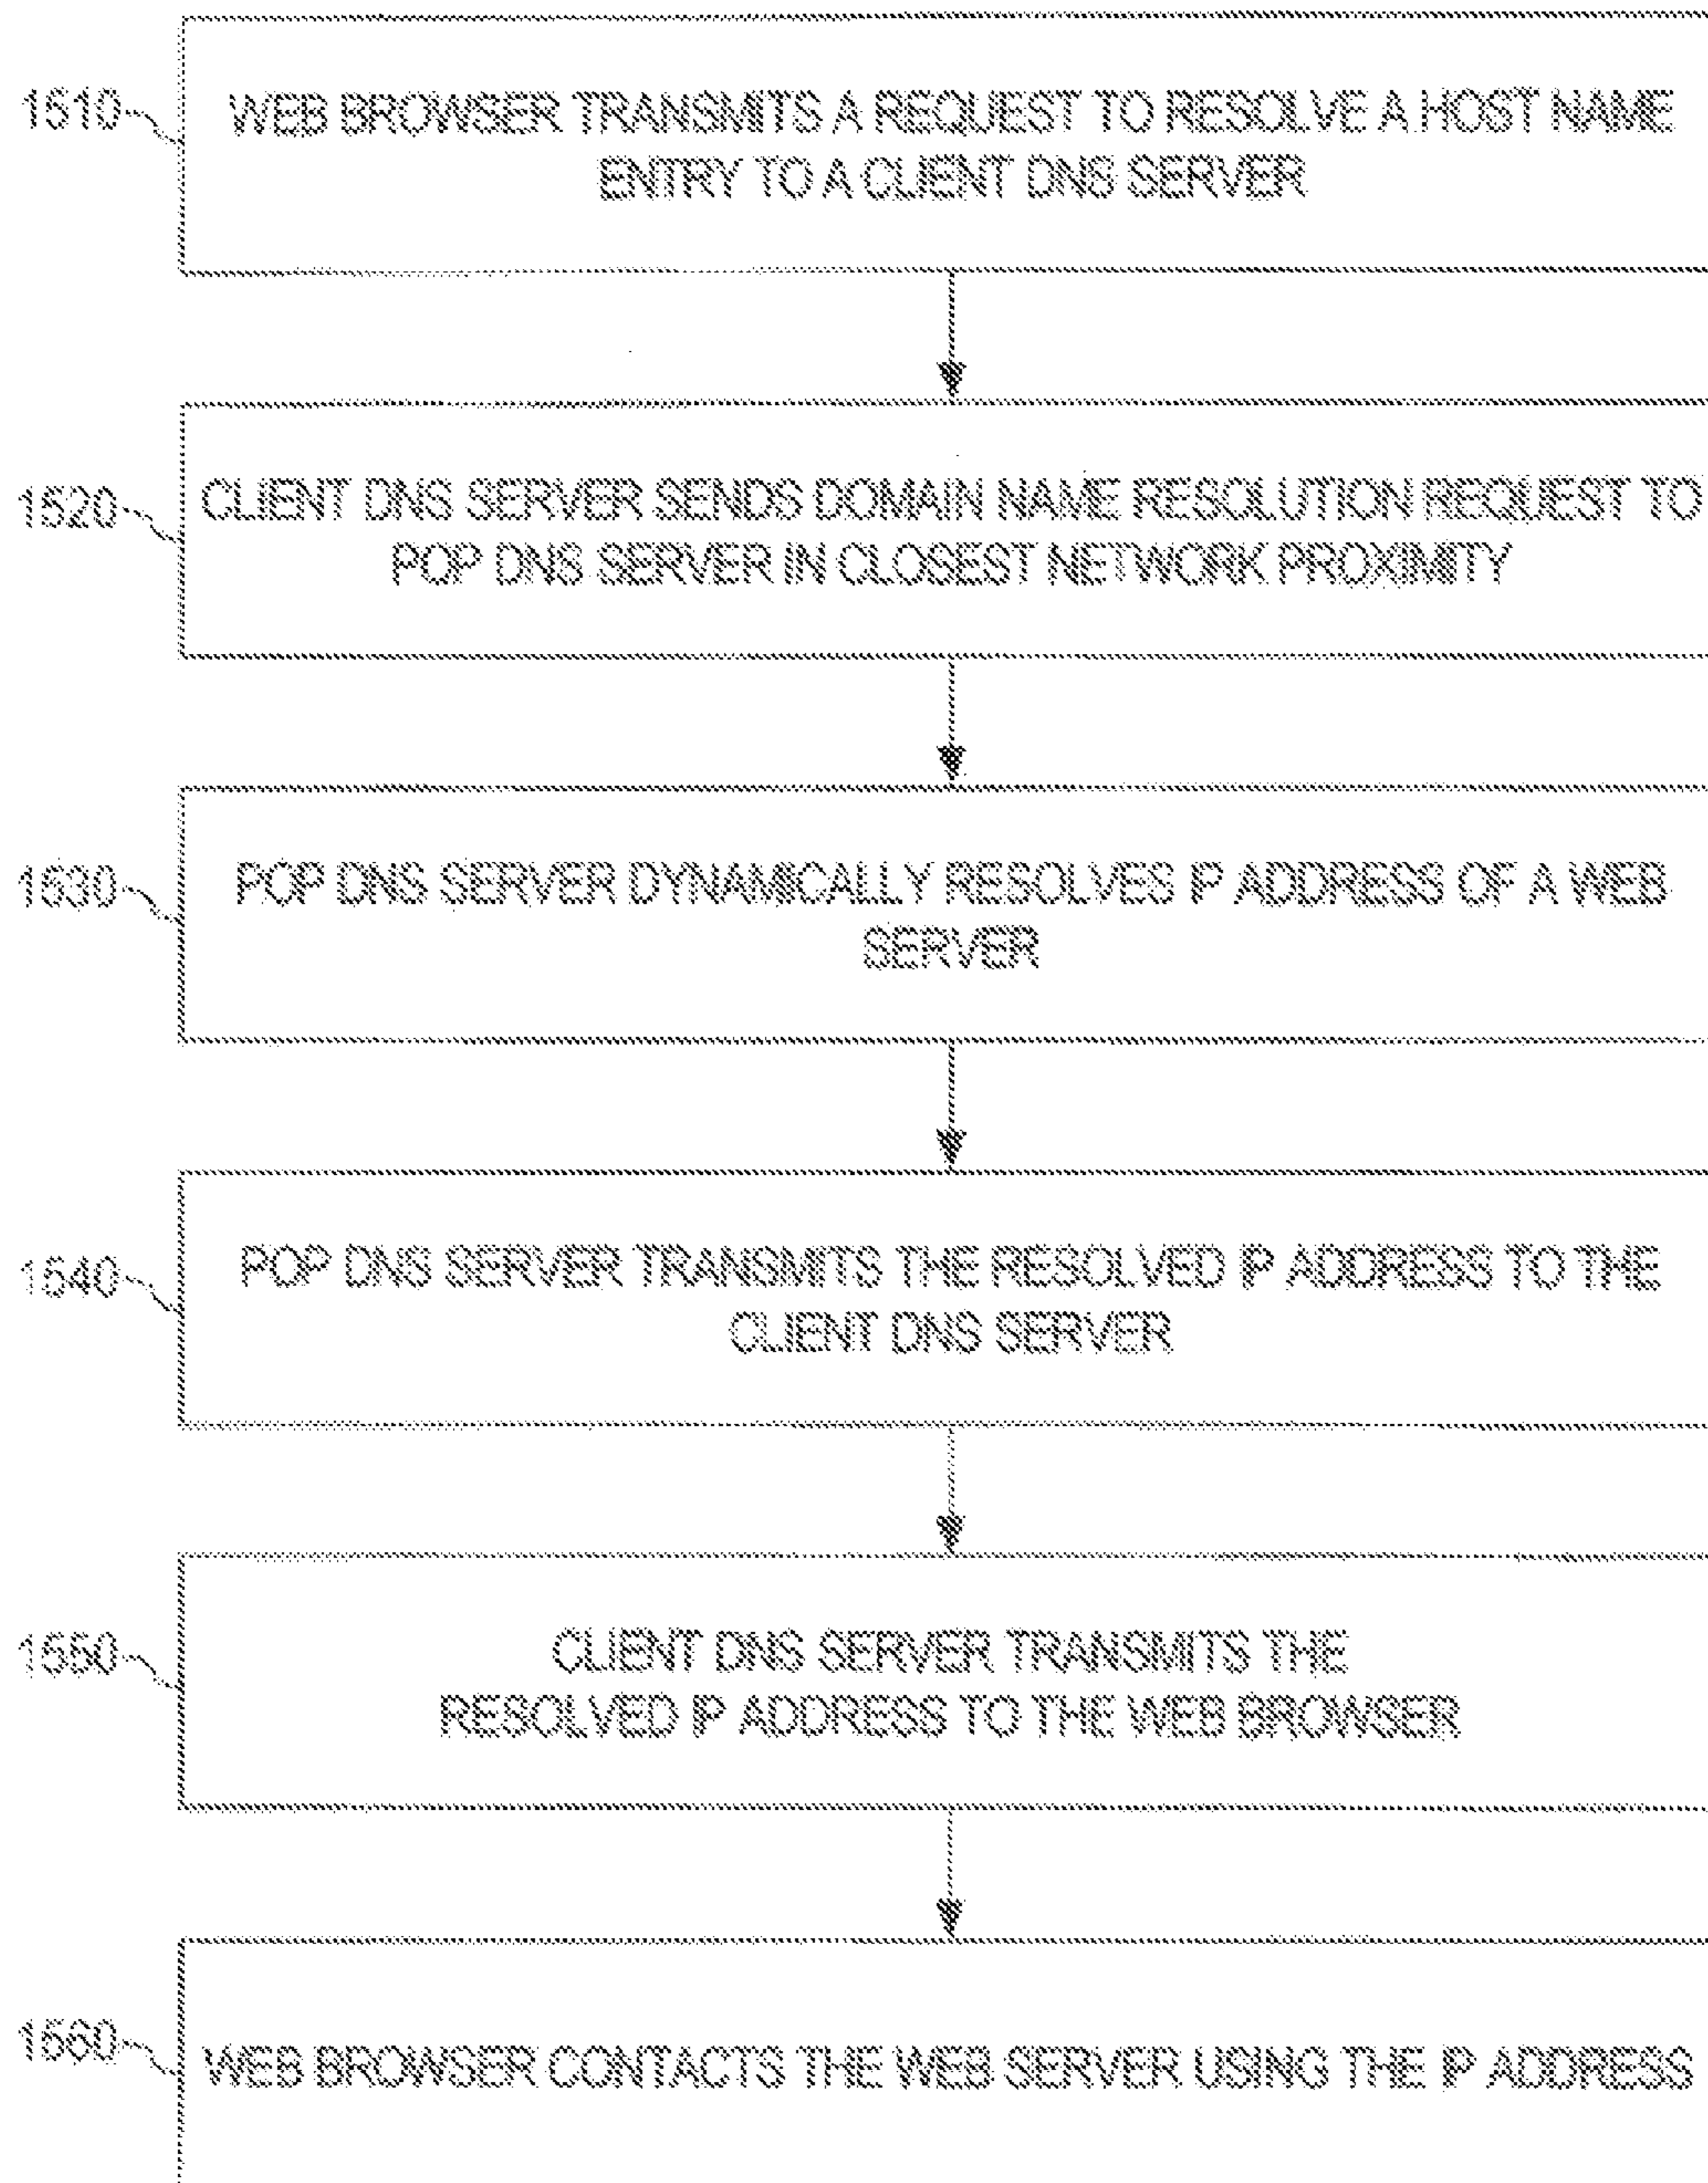 1510
WEB BROWSER TRANSMITS A REQUEST TO RESOLVE A HOST NAME
ENTRY TO A CLIENT DNS SERVER
1520
CLIENT DNS SERVER SENDS DOMAIN NAME RESOLUTION REQUEST TO
POP DNS SERVER IN CLOSEST NETWORK PROXIMITY
1530
POP DNS SERVER DYNAMICALLY RESOLVES IP ADDRESS OF A WEB
SERVER
1540
POP DNS SERVER TRANSMITS THE RESOLVED IP ADDRESS TO THE
CLIENT DNS SERVER
1550
CLIENT DNS SERVER TRANSMITS THE
RESOLVED IP ADDRESS TO THE WEB BROWSER
1560
WEB BROWSER CONTACTS THE WEB SERVER USING THE IP ADDRESS